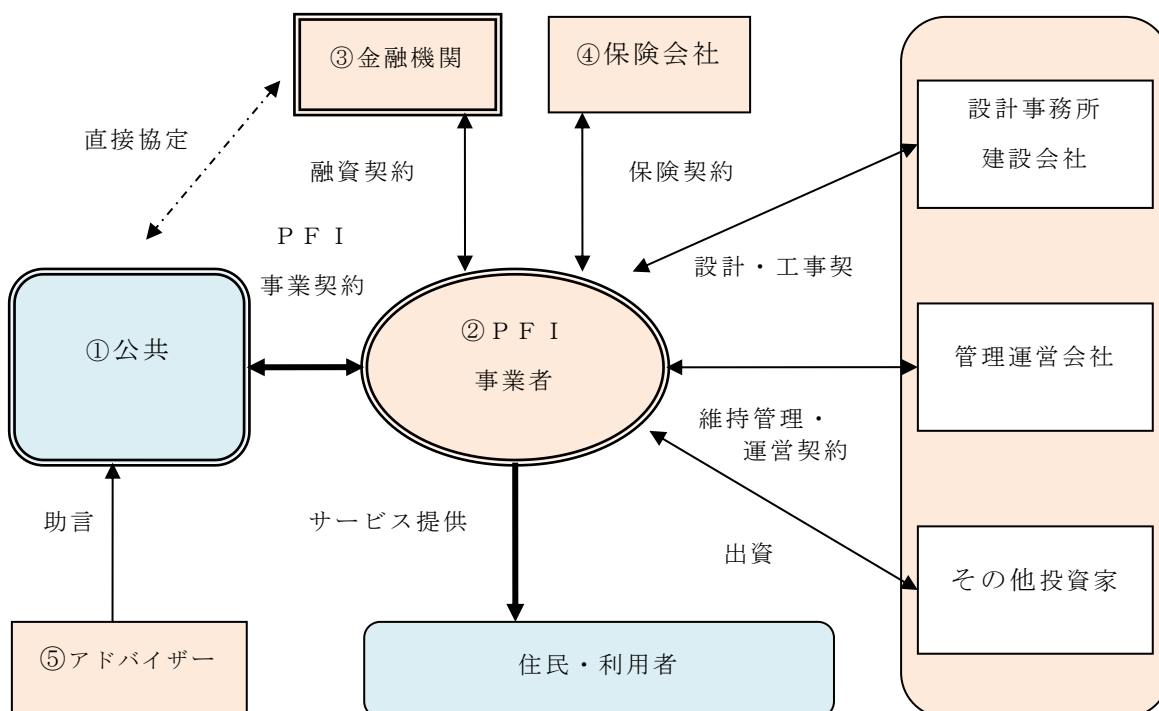 ③金融機関
④保険会社
設計事務所
建設会社
直接協定
融資契約
保険契約
ＰＦＩ
事業契約
設計・工事契
①公共
②ＰＦＩ
事業者
管理運営会社
維持管理・
運営契約
助言
サービス提供
出資
その他投資家
⑤アドバイザー
住民・利用者